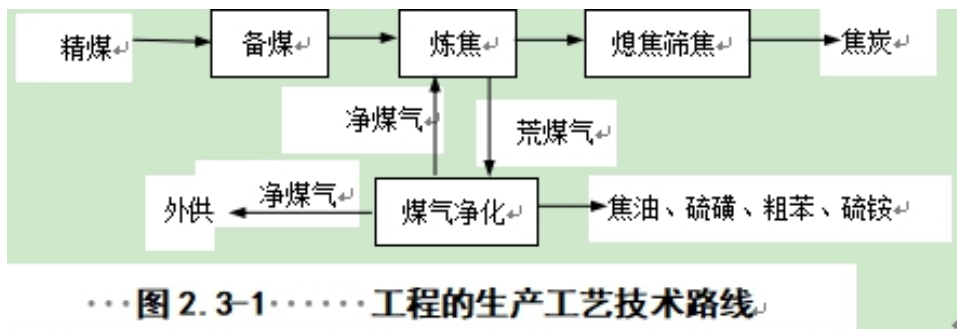 精煤 备煤 炼焦 熄焦筛焦 焦炭
净煤气 荒煤气
外供 净煤气 煤气净化 焦油、硫磺、粗苯、硫铵
···图 2.3-1······工程的生产工艺技术路线